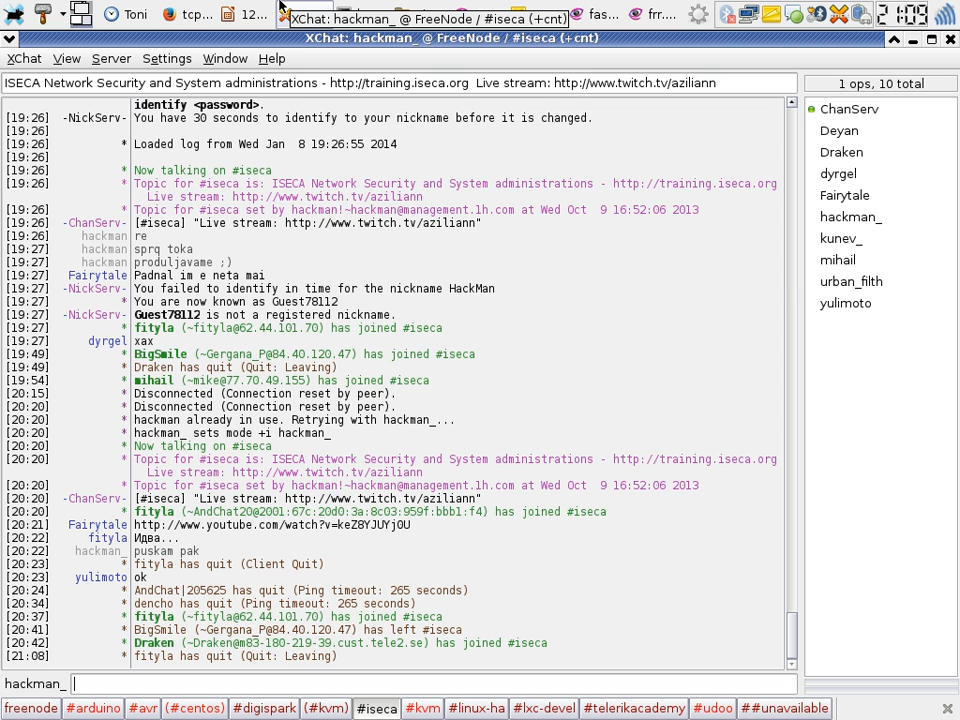 Toni
tcp...
12...
fas...
frr....
21:09
XChat: hackman_ @ FreeNode / #iseca (+cnt)
XChat: hackman_ @ FreeNode / #iseca (+cnt)
XChat View Server Settings Window Help
ISECA Network Security and System administrations - http://training.iseca.org Live stream: http://www.twitch.tv/aziliann
1 ops, 10 total
identify <password>.
[19:26] -NickServ- You have 30 seconds to identify to your nickname before it is changed.
[19:26]
[19:26] * Loaded log from Wed Jan 8 19:26:55 2014
[19:26]
[19:26] * Now talking on #iseca
[19:26] * Topic for #iseca is: ISECA Network Security and System administrations - http://training.iseca.org
Live stream: http://www.twitch.tv/aziliann
[19:26] * Topic for #iseca set by hackman!~hackman@management.1h.com at Wed Oct 9 16:52:06 2013
[19:26] -ChanServ- [#iseca] "Live stream: http://www.twitch.tv/aziliann"
[19:26] hackman re
[19:27] hackman sprq toka
[19:27] hackman produljavame ;)
[19:27] Fairytale Padnal im e neta mai
[19:27] -NickServ- You failed to identify in time for the nickname HackMan
[19:27] * You are now known as Guest78112
[19:27] -NickServ- Guest78112 is not a registered nickname.
[19:27] * fityla (~fityla@62.44.101.70) has joined #iseca
[19:27] dyrgel xax
[19:49] * BigSmile (~Gergana_P@84.40.120.47) has joined #iseca
[19:49] * Draken has quit (Quit: Leaving)
[19:54] * mihail (~mike@77.70.49.155) has joined #iseca
[20:15] * Disconnected (Connection reset by peer).
[20:20] * Disconnected (Connection reset by peer).
[20:20] * hackman already in use. Retrying with hackman_...
[20:20] * hackman_ sets mode +i hackman_
[20:20] * Now talking on #iseca
[20:20] * Topic for #iseca is: ISECA Network Security and System administrations - http://training.iseca.org
Live stream: http://www.twitch.tv/aziliann
[20:20] * Topic for #iseca set by hackman!~hackman@management.1h.com at Wed Oct 9 16:52:06 2013
[20:20] -ChanServ- [#iseca] "Live stream: http://www.twitch.tv/aziliann"
[20:20] * fityla (~AndChat20@2001:67c:20d0:3a:8c03:959f:bbb1:f4) has joined #iseca
[20:21] Fairytale http://www.youtube.com/watch?v=keZ8YJUYj0U
[20:22] fityla Идва...
[20:22] hackman_ puskam pak
[20:23] * fityla has quit (Client Quit)
[20:23] yulimoto ok
[20:24] * AndChat|205625 has quit (Ping timeout: 265 seconds)
[20:34] * dencho has quit (Ping timeout: 265 seconds)
[20:37] * fityla (~fityla@62.44.101.70) has joined #iseca
[20:41] * BigSmile (~Gergana_P@84.40.120.47) has left #iseca
[20:42] * Draken (~Draken@m83-180-219-39.cust.tele2.se) has joined #iseca
[21:08] * fityla has quit (Quit: Leaving)
ChanServ
Deyan
Draken
dyrgel
Fairytale
hackman_
kunev_
mihail
urban_filth
yulimoto
hackman_
freenode #arduino #avr (#centos) #digispark (#kvm) #iseca #kvm #linux-ha #lxc-devel #telerikacademy #udoo ##unavailable